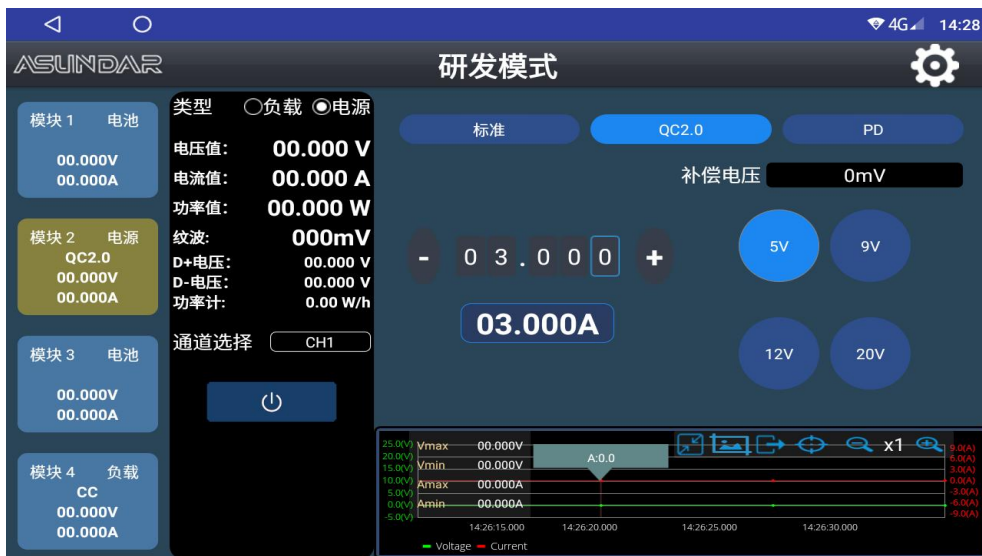 4G 14:28
ASUNDAR
研发模式
模块 1 电池
00.000V
00.000A
模块 2 电源
QC2.0
00.000V
00.000A
模块 3 电池
00.000V
00.000A
模块 4 负载
CC
00.000V
00.000A
类型 负载 电源
电压值: 00.000 V
电流值: 00.000 A
功率值: 00.000 W
纹波: 000mV
D+电压: 00.000 V
D-电压: 00.000 V
功率计: 0.00 W/h
通道选择 CH1
标准 QC2.0 PD
补偿电压 0mV
- 03.000 +
03.000A
5V 9V
12V 20V
x1
25.0(V) 9.0(A)
20.0(V) 6.0(A)
15.0(V) 3.0(A)
10.0(V) 0.0(A)
5.0(V) -3.0(A)
0.0(V) -6.0(A)
-5.0(V) -9.0(A)
Vmax 00.000V
Vmin 00.000V
Amax 00.000A
Amin 00.000A
A:0.0
14:26:15.000 14:26:20.000 14:26:25.000 14:26:30.000
Voltage Current